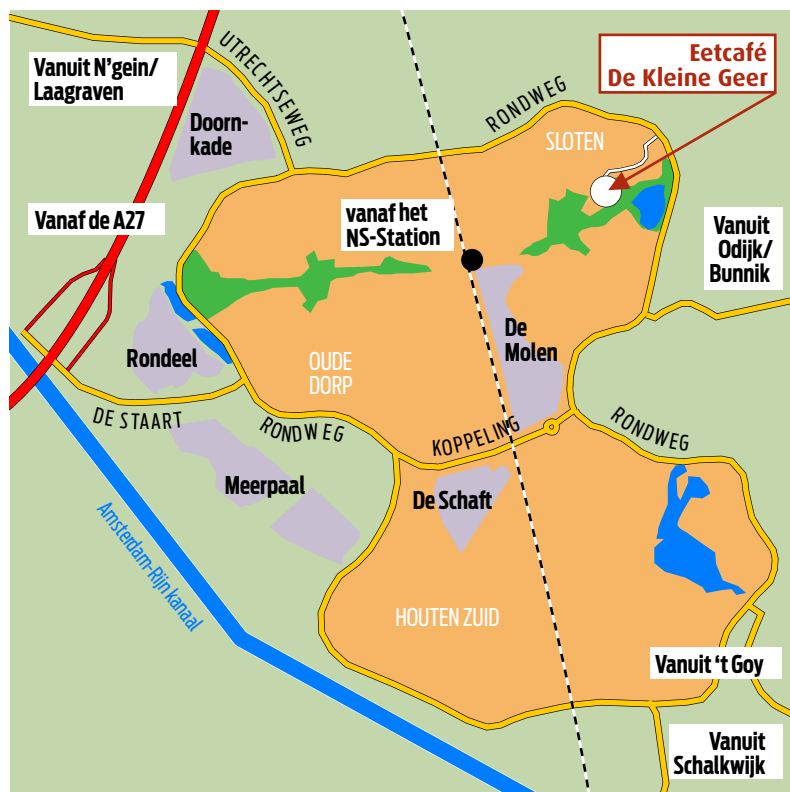 Eetcafé
De Kleine Geer
UTRECHTSEWEG
Vanuit N’gein/
Laagraven
RONDWEG
Doorn-
kade
SLOTEN
vanaf het
NS-Station
Vanaf de A27
Vanuit
Odijk/
Bunnik
De
Molen
Rondeel
OUDE
DORP
DE STAART
RONDWEG
KOPPELING
RONDWEG
Meerpaal
De Schaft
Amsterdam-Rijn kanaal
HOUTEN ZUID
Vanuit ‘t Goy
Vanuit
Schalkwijk